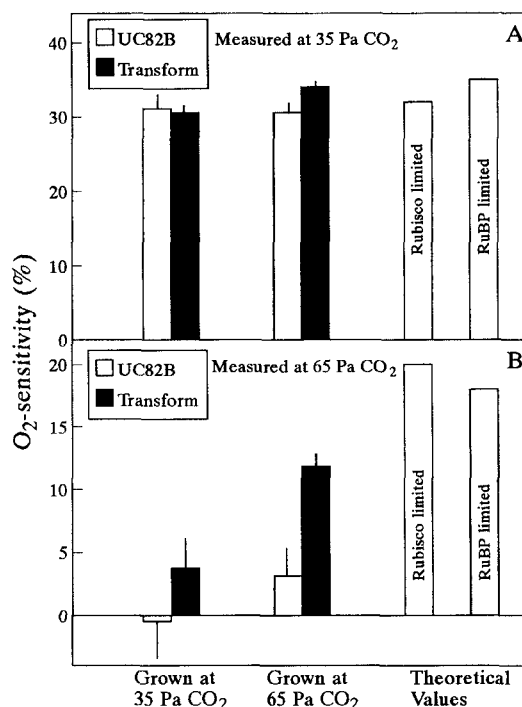 UC82B
Measured at 35 Pa CO2
A
Transform
40
30
20
10
0
Rubisco limited
RuBP limited
O2-sensitivity (%)
UC82B
Measured at 65 Pa CO2
B
Transform
20
15
10
5
0
Rubisco limited
RuBP limited
Grown at
35 Pa CO2
Grown at
65 Pa CO2
Theoretical
Values